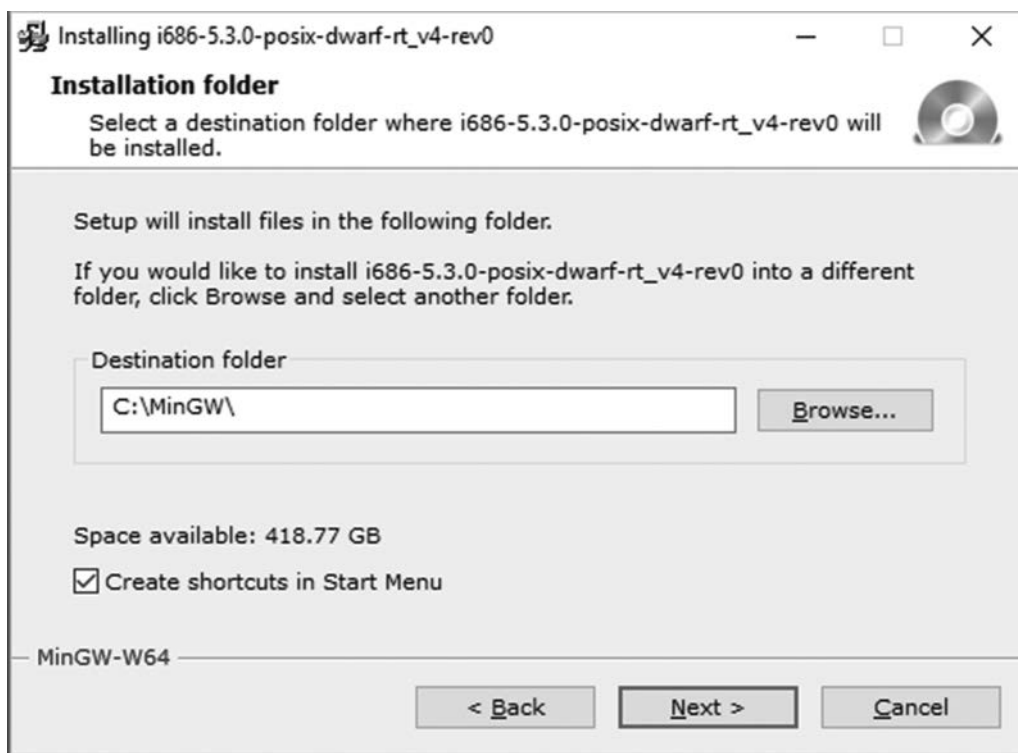 Installing i686-5.3.0-posix-dwarf-rt_v4-rev0
Installation folder
Select a destination folder where i686-5.3.0-posix-dwarf-rt_v4-rev0 will
be installed.
Setup will install files in the following folder.
If you would like to install i686-5.3.0-posix-dwarf-rt_v4-rev0 into a different
folder, click Browse and select another folder.
Destination folder
C:\MinGW\
Browse...
Space available: 418.77 GB
Create shortcuts in Start Menu
MinGW-W64
< Back
Next >
Cancel